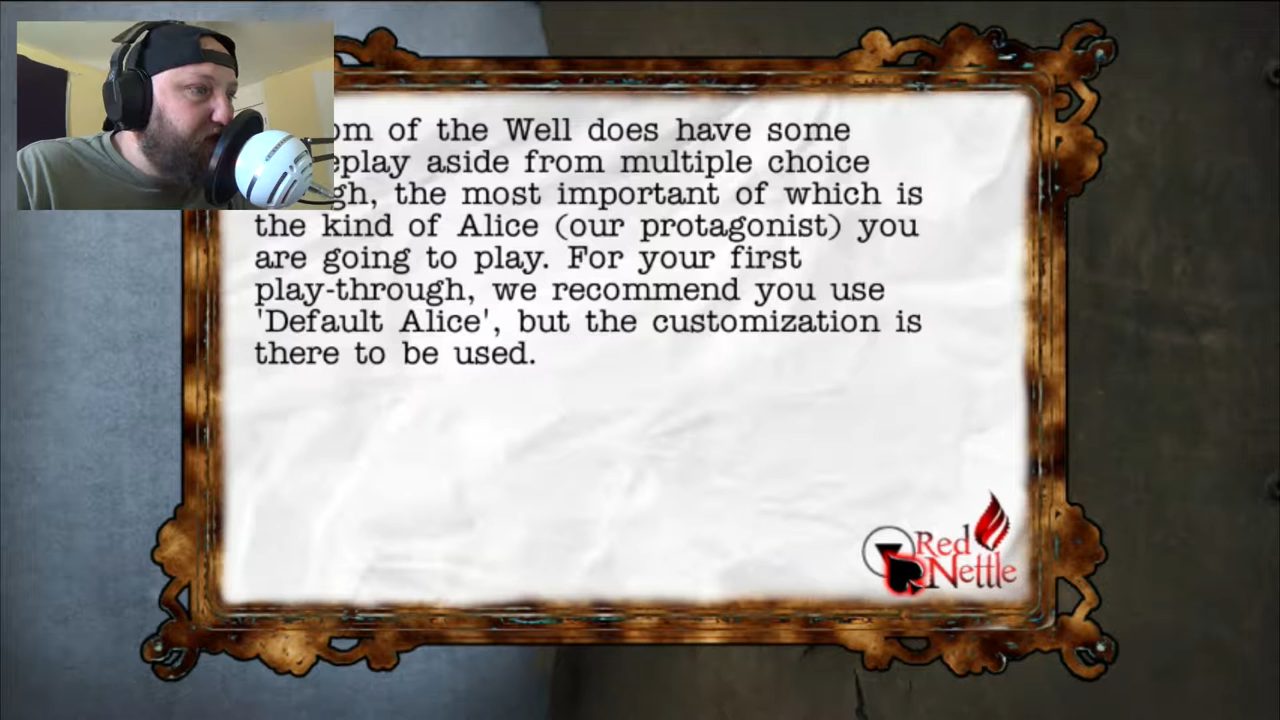 om of the Well does have some
eplay aside from multiple choice
gh, the most important of which is
the kind of Alice (our protagonist) you
are going to play. For your first
play-through, we recommend you use
'Default Alice', but the customization is
there to be used.
Red
Nettle